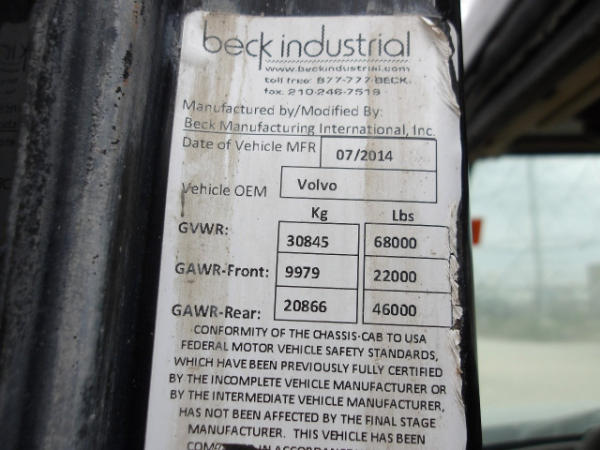 beck industrial
www.beckindustrial.com
toll free: 877-777-BECK
fax. 210-246-7519
Manufactured by/Modified By:
Beck Manufacturing International, Inc.
Date of Vehicle MFR 07/2014
Vehicle OEM Volvo
Kg Lbs
GVWR: 30845 68000
GAWR-Front: 9979 22000
GAWR-Rear: 20866 46000
CONFORMITY OF THE CHASSIS-CAB TO USA
FEDERAL MOTOR VEHICLE SAFETY STANDARDS,
WHICH HAVE BEEN PREVIOUSLY FULLY CERTIFIED
BY THE INCOMPLETE VEHICLE MANUFACTURER OR
BY THE INTERMEDIATE VEHICLE MANUFACTURER,
HAS NOT BEEN AFFECTED BY THE FINAL STAGE
MANUFACTURER. THIS VEHICLE HAS BEEN
IN ACCORDANCE